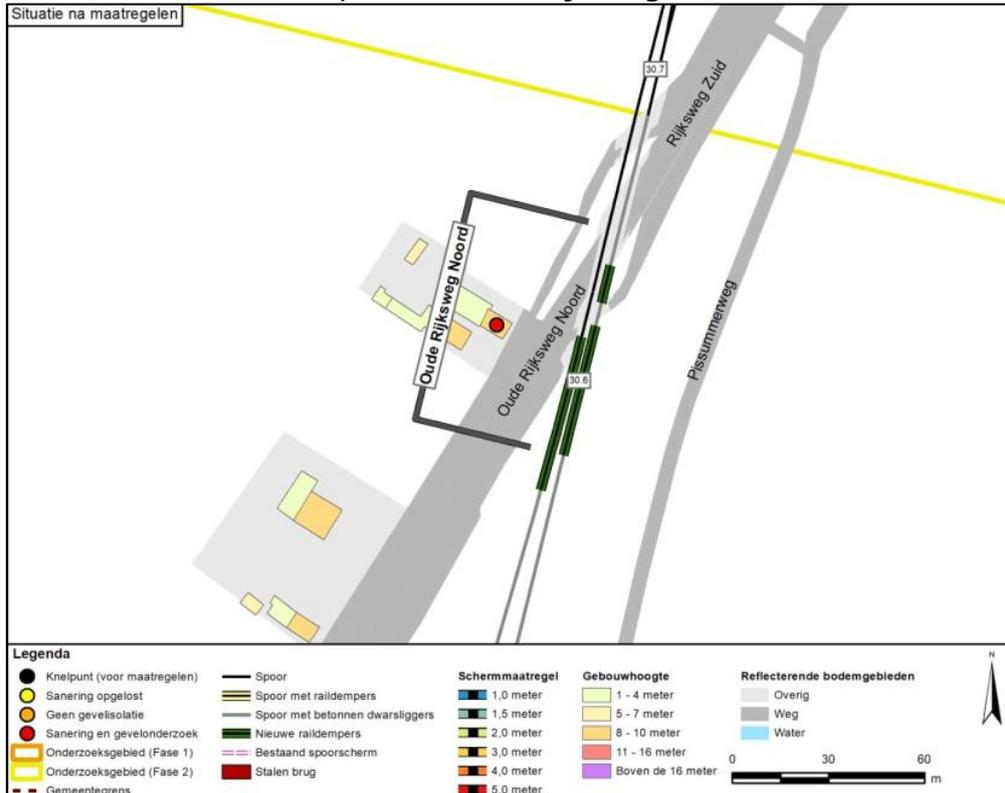 Situatie na maatregelen
30.7
Rijksweg Zuid
Oude Rijksweg Noord
Oude Rijksweg Noord
Pissummerweg
30.6
Legenda
Knelpunt (voor maatregelen)
Sanering opgelost
Geen gevelisolatie
Sanering en gevelonderzoek
Onderzoeksgebied (Fase 1)
Onderzoeksgebied (Fase 2)
Gemeentegrens
Spoor
Spoor met raildempers
Spoor met betonnen dwarsliggers
Nieuwe raildempers
Bestaand spoorscherm
Stalen brug
Schermmaatregel
1,0 meter
1,5 meter
2,0 meter
3,0 meter
4,0 meter
5,0 meter
Gebouwhoogte
1 - 4 meter
5 - 7 meter
8 - 10 meter
11 - 16 meter
Boven de 16 meter
Reflecterende bodemgebieden
Overig
Weg
Water
N
0 30 60
m